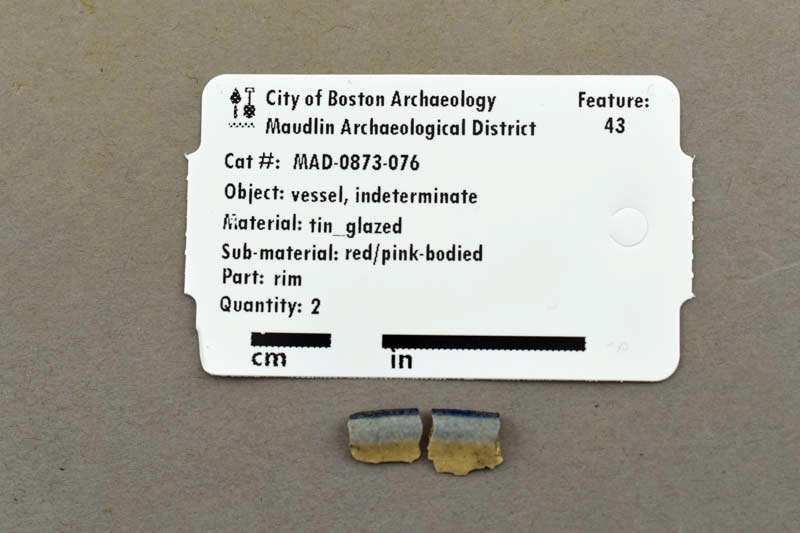 City of Boston Archaeology
Maudlin Archaeological District
Feature:
43
Cat #: MAD-0873-076
Object: vessel, indeterminate
Material: tin_glazed
Sub-material: red/pink-bodied
Part: rim
Quantity: 2
cm
in